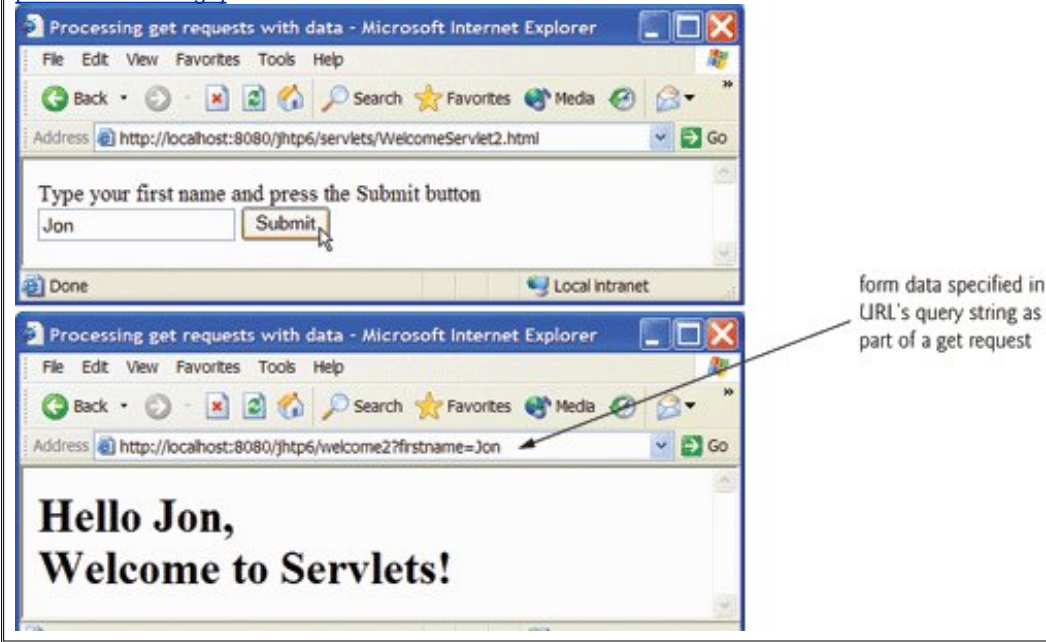 Processing get requests with data - Microsoft Internet Explorer
File Edit View Favorites Tools Help
Back Search Favorites Media »
Address http://localhost:8080/jhtp6/servlets/WelcomeServlet2.html Go
Type your first name and press the Submit button
Jon Submit
Done Local intranet
form data specified in
URL's query string as
part of a get request
Processing get requests with data - Microsoft Internet Explorer
File Edit View Favorites Tools Help
Back Search Favorites Media »
Address http://localhost:8080/jhtp6/welcome2?firstname=Jon Go
Hello Jon,
Welcome to Servlets!